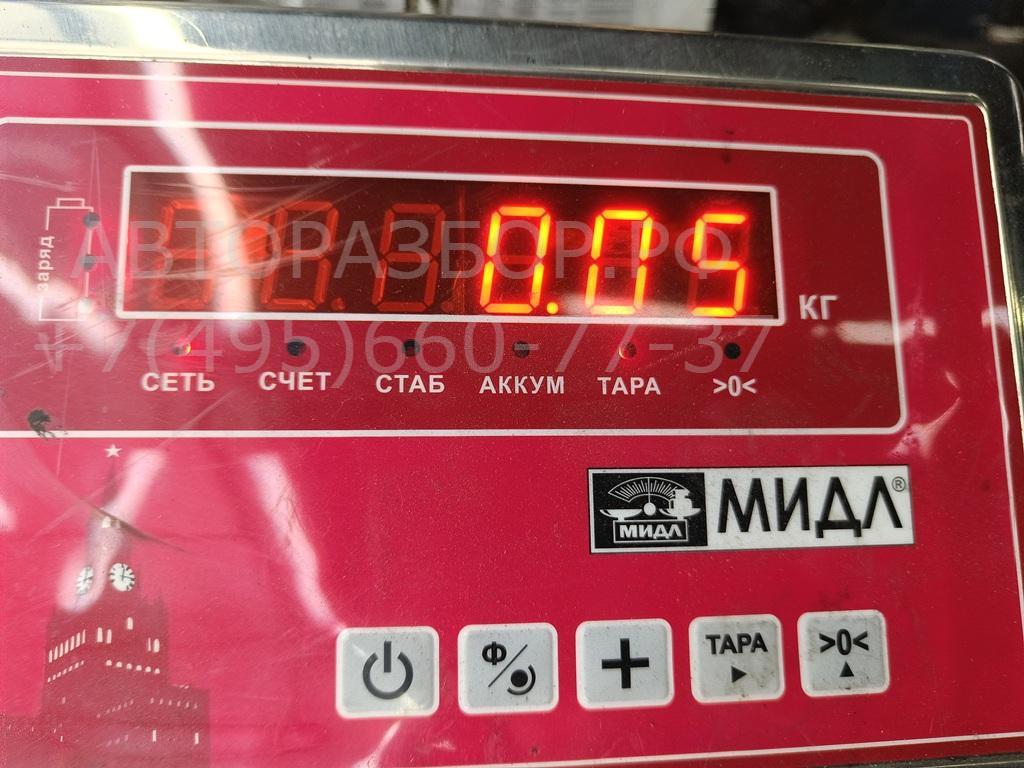 заряд
0.05
КГ
АВТОРАЗБОР.РФ
+7(495)660-77-37
СЕТЬ СЧЕТ СТАБ АККУМ ТАРА >0<
МИДЛ МИДЛ®
Ф ТАРА >0<